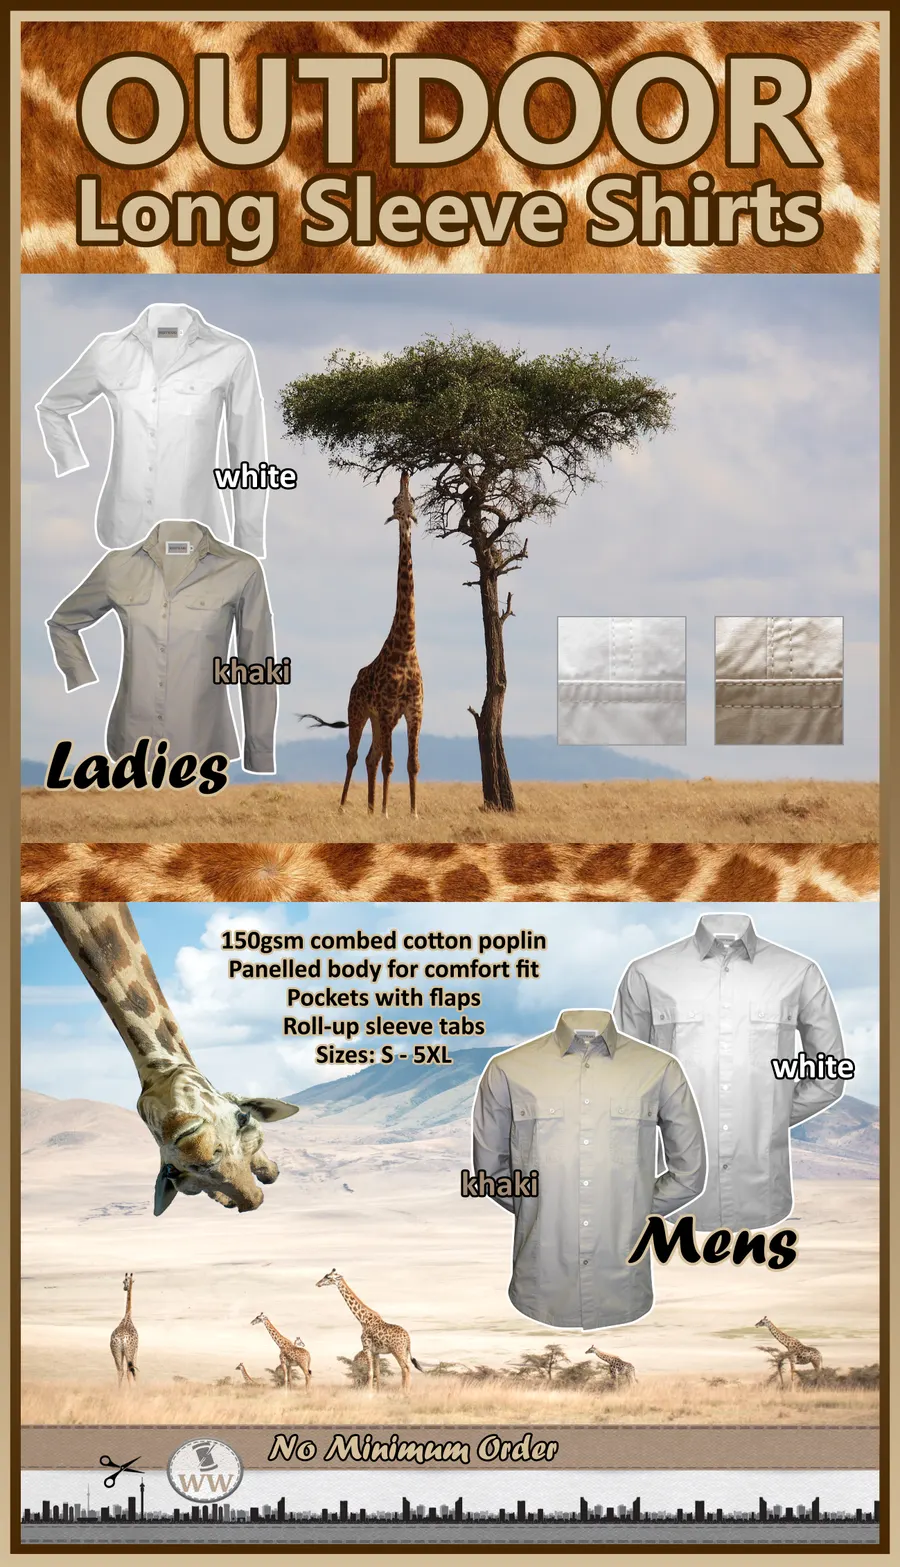 OUTDOOR
Long Sleeve Shirts
white
khaki
Ladies
150gsm combed cotton poplin
Panelled body for comfort fit
Pockets with flaps
Roll-up sleeve tabs
Sizes: S - 5XL
white
khaki
Mens
No Minimum Order
WW